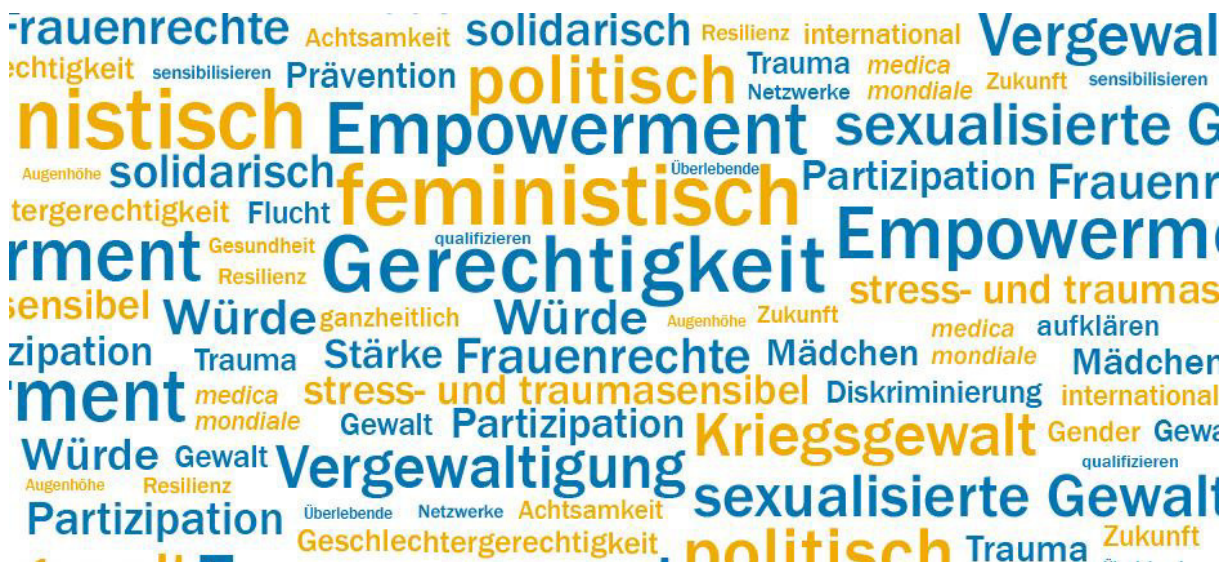 Frauenrechte Achtsamkeit solidarisch Resilienz international Vergewal
echtigkeit sensibilisieren Prävention politisch Trauma medica Zukunft sensibilisieren
Netzwerke mondiale
nistisch Empowerment sexualisierte G
Augenhöhe solidarisch feministisch Überlebende Partizipation Frauenr
tergerechtigkeit Flucht
rment Gesundheit Gerechtigkeit qualifizieren Empowerme
Resilienz
sensibel Würde ganzheitlich Würde Augenhöhe Zukunft stress- und traumas
medica aufklären
zipation Trauma Stärke Frauenrechte Mädchen mondiale Mädchen
rment medica stress- und traumasensibel Diskriminierung international
mondiale Gewalt Partizipation Kriegsgewalt Gender Gewa
Würde Gewalt Vergewaltigung qualifizieren
Augenhöhe Resilienz sexualisierte Gewalt
Partizipation Überlebende Netzwerke Achtsamkeit
Geschlechtergerechtigkeit politisch Trauma Zukunft